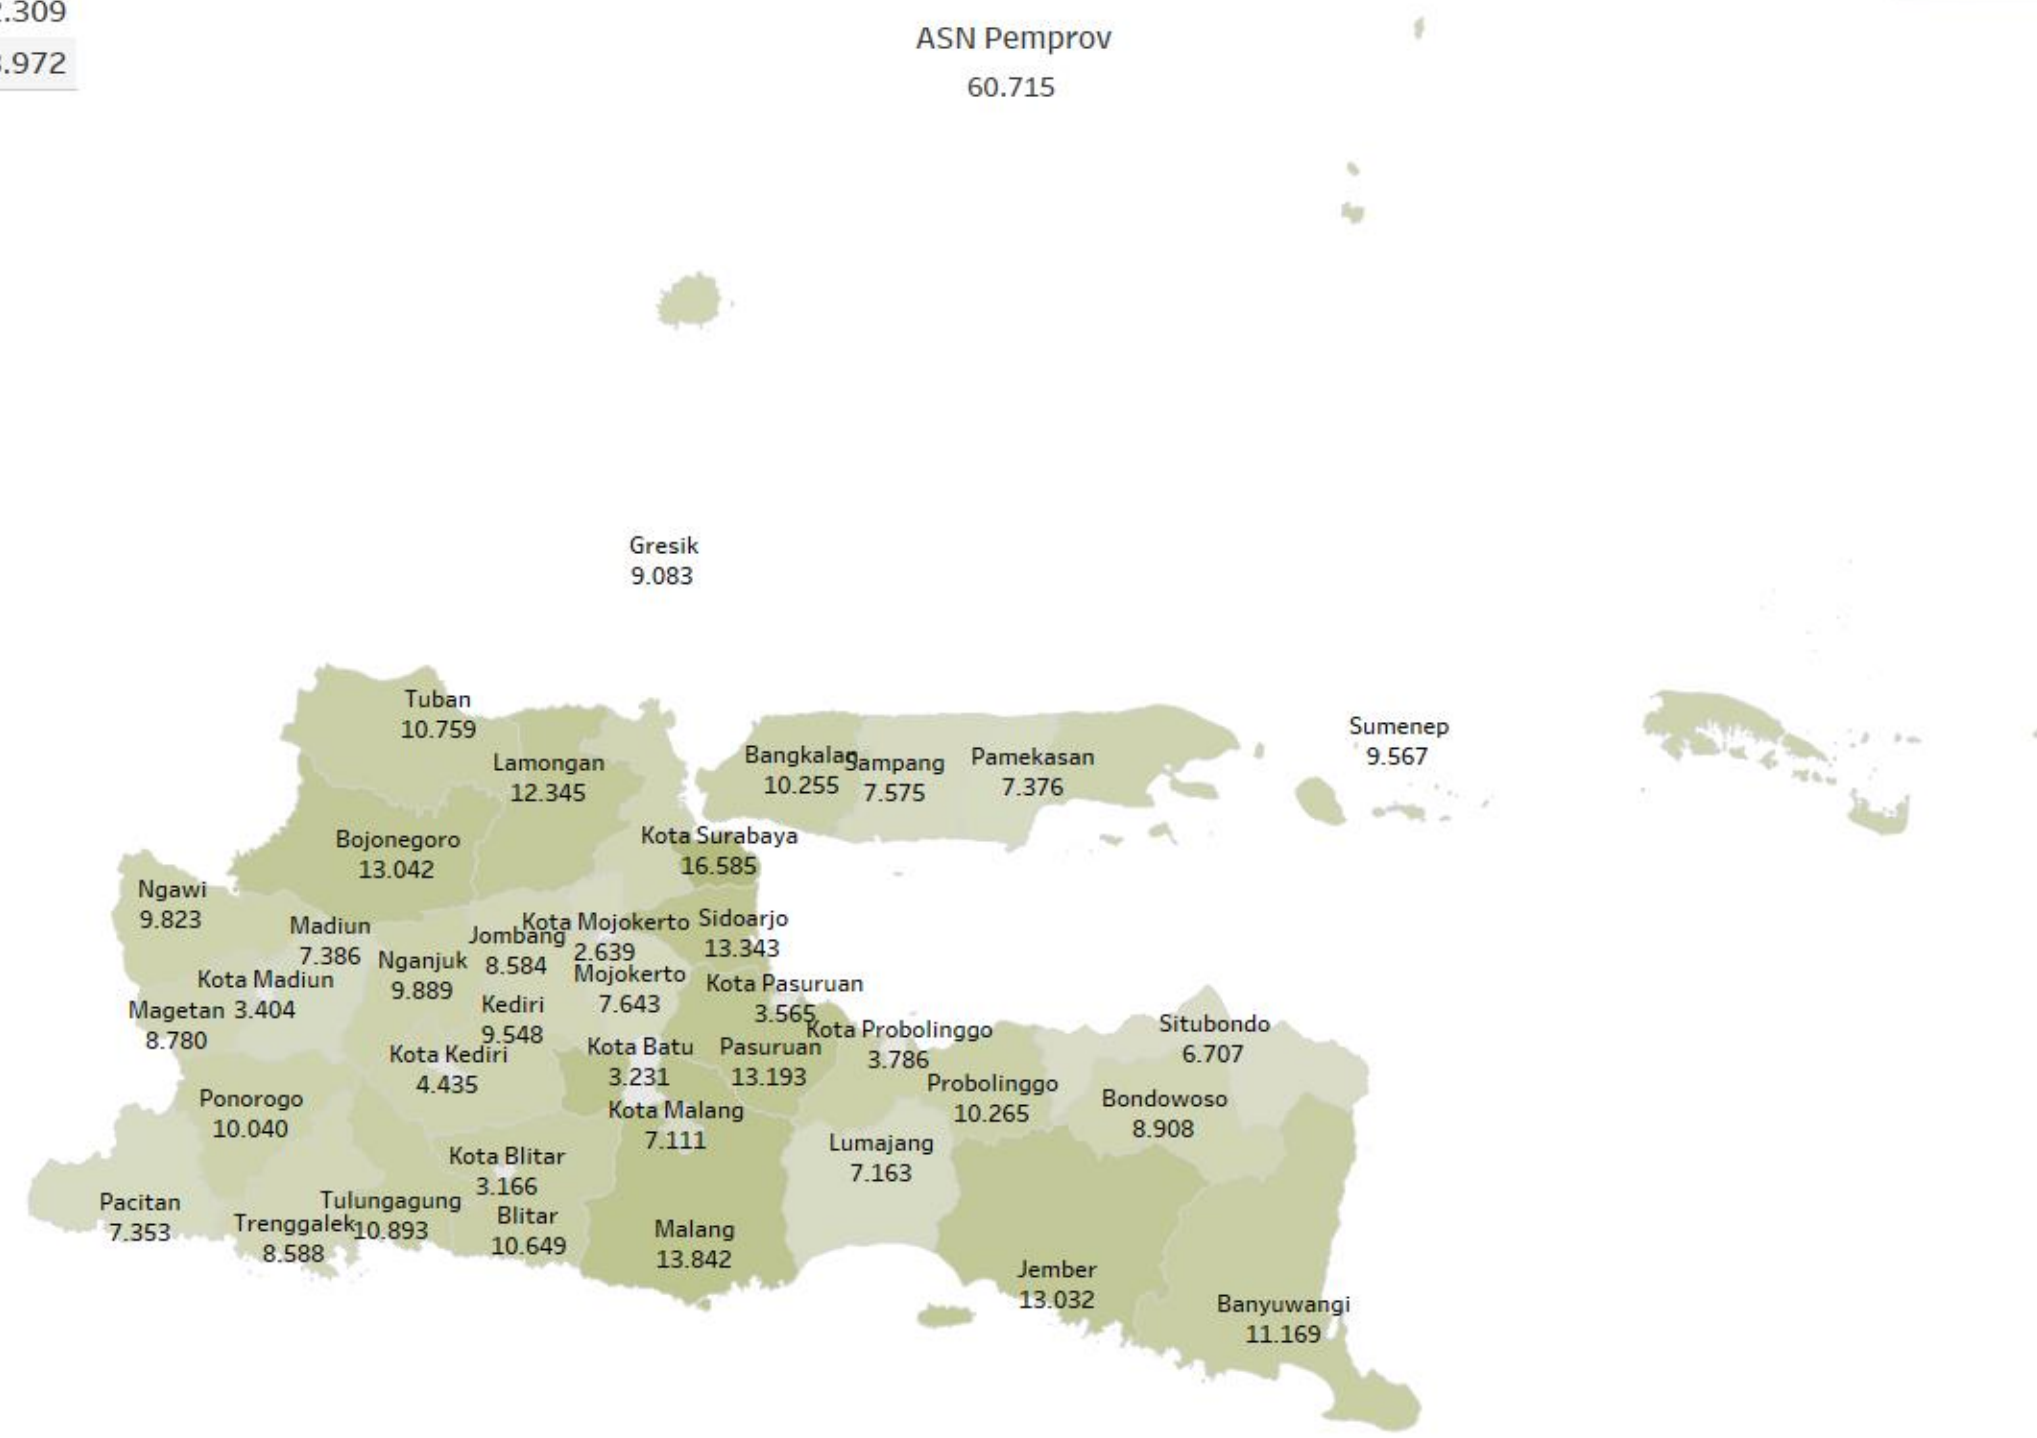 .309
.972
ASN Pemprov
60.715
Gresik
9.083
Tuban
10.759
Lamongan
12.345
Bangkalan
10.255
Sampang
7.575
Pamekasan
7.376
Sumenep
9.567
Bojonegoro
13.042
Kota Surabaya
16.585
Ngawi
9.823
Madiun
7.386
Kota Mojokerto
2.639
Sidoarjo
13.343
Jombang
8.584
Nganjuk
9.889
Mojokerto
7.643
Kota Madiun
3.404
Kota Pasuruan
3.565
Magetan
8.780
Kediri
9.548
Kota Probolinggo
3.786
Situbondo
6.707
Kota Kediri
4.435
Kota Batu
3.231
Pasuruan
13.193
Probolinggo
10.265
Ponorogo
10.040
Bondowoso
8.908
Kota Malang
7.111
Lumajang
7.163
Kota Blitar
3.166
Pacitan
7.353
Tulungagung
10.893
Trenggalek
8.588
Blitar
10.649
Malang
13.842
Jember
13.032
Banyuwangi
11.169